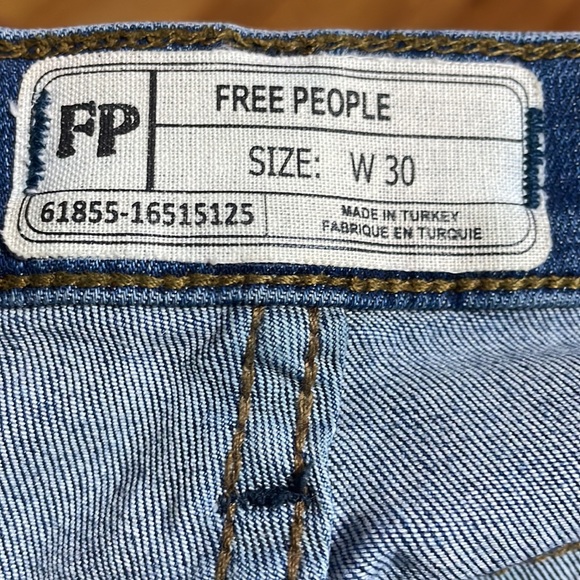 FP
FREE PEOPLE
SIZE: W 30
61855-16515125
MADE IN TURKEY
FABRIQUE EN TURQUIE